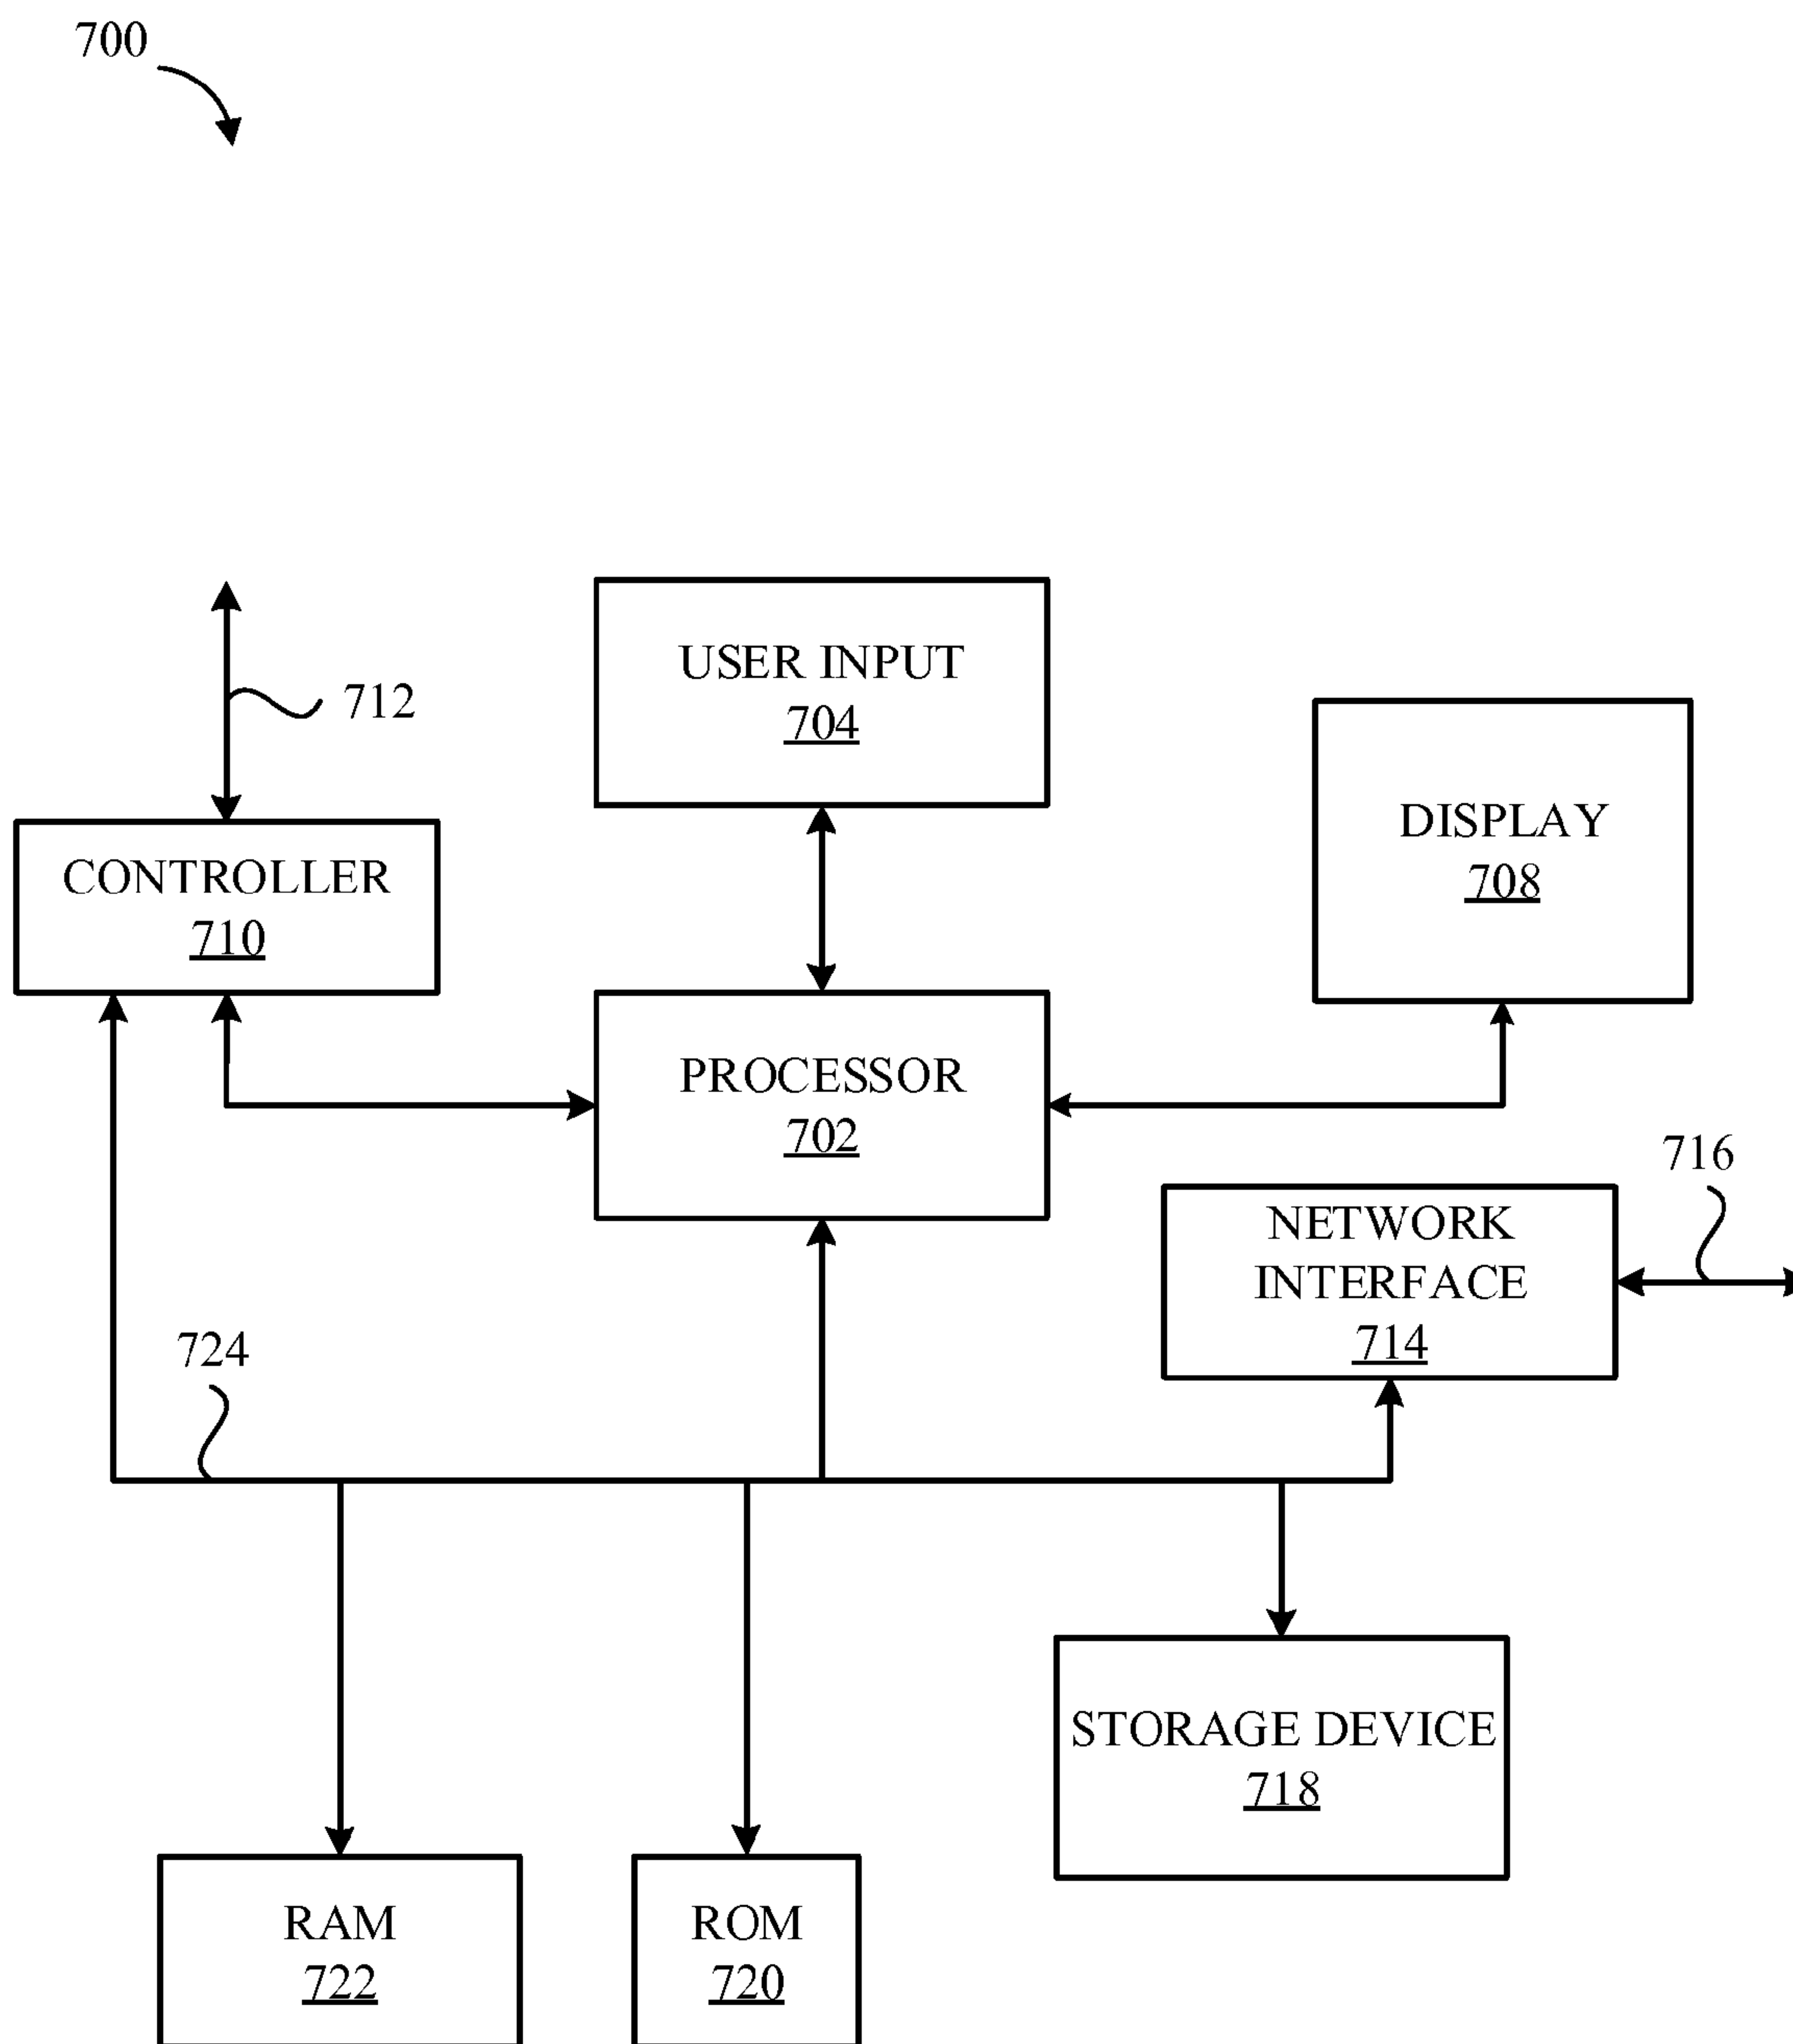 700
USER INPUT
704
712
DISPLAY
708
CONTROLLER
710
PROCESSOR
702
716
NETWORK
INTERFACE
714
724
STORAGE DEVICE
718
RAM
722
ROM
720